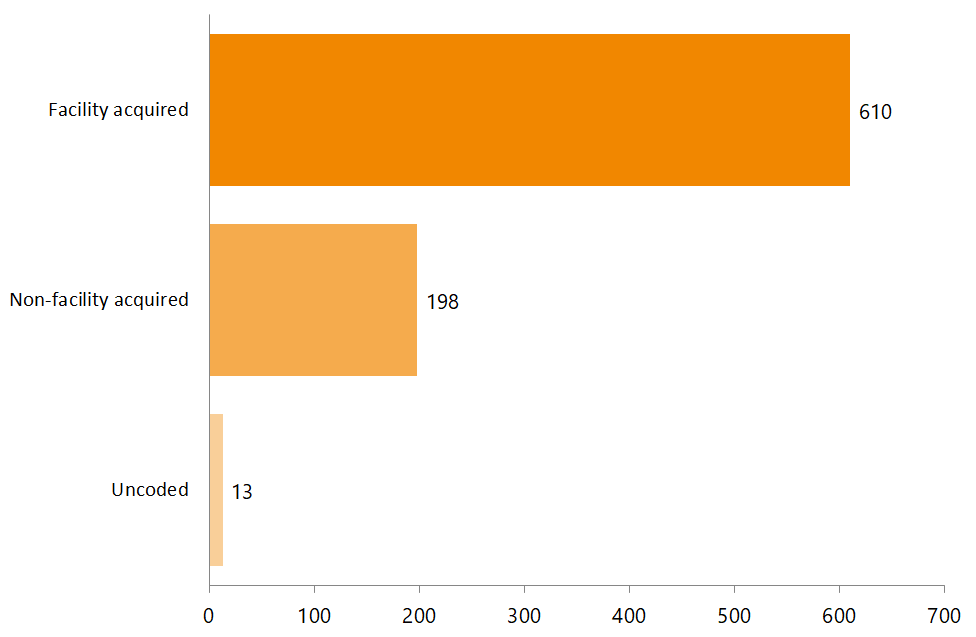 Facility acquired
610
Non-facility acquired
198
Uncoded
13
0 100 200 300 400 500 600 700